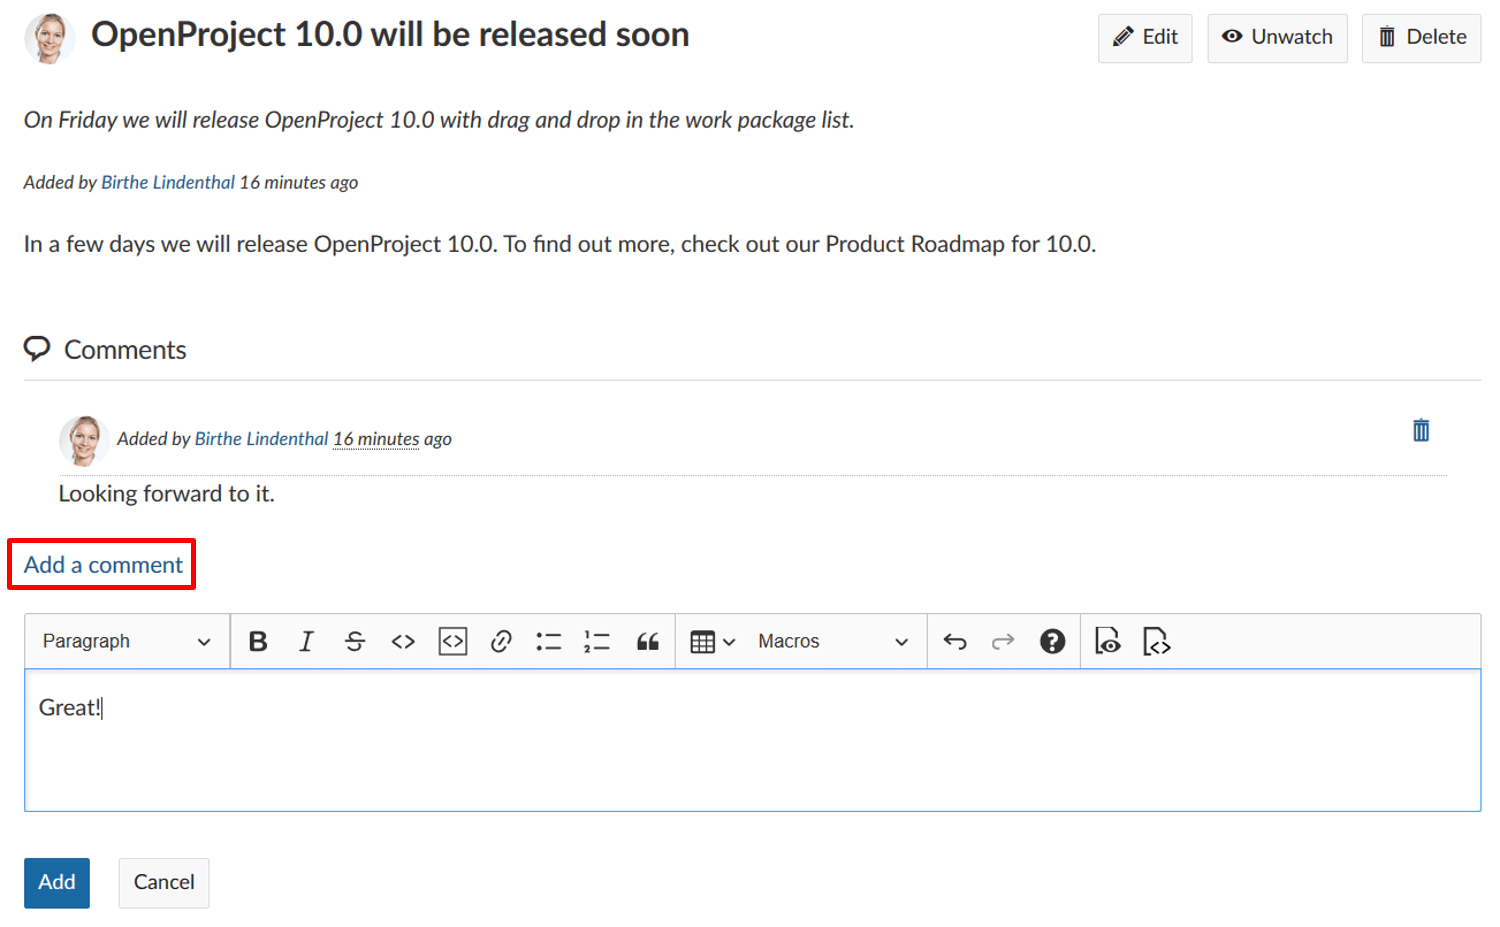 OpenProject 10.0 will be released soon
Edit
Unwatch
Delete
On Friday we will release OpenProject 10.0 with drag and drop in the work package list.
Added by Birthe Lindenthal 16 minutes ago
In a few days we will release OpenProject 10.0. To find out more, check out our Product Roadmap for 10.0.
Comments
Added by Birthe Lindenthal 16 minutes ago
Looking forward to it.
Add a comment
Paragraph
Macros
Great!
Add
Cancel